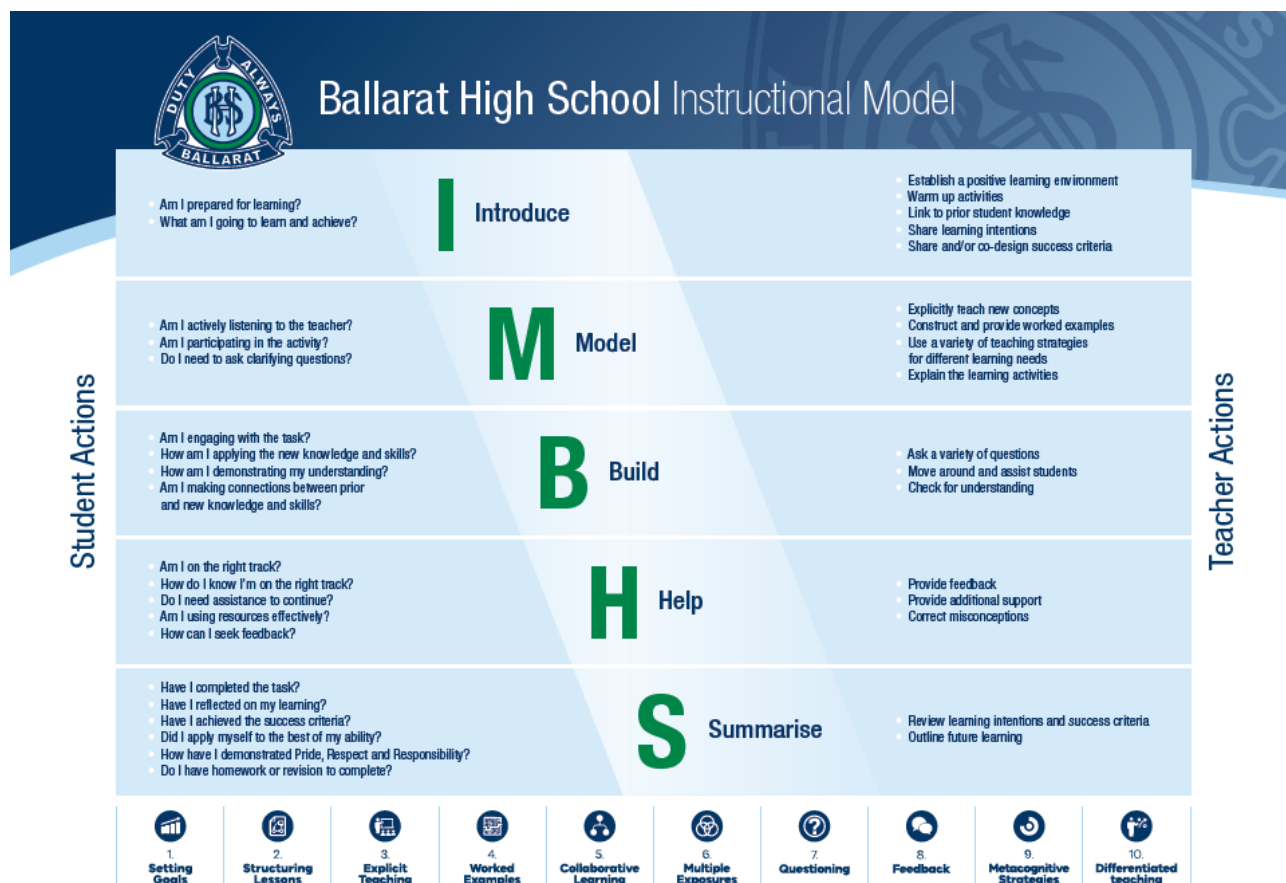 DUTY ALWAYS
BHS
BALLARAT
Ballarat High School Instructional Model
Student Actions
Teacher Actions
Am I prepared for learning?
What am I going to learn and achieve?
I Introduce
Establish a positive learning environment
Warm up activities
Link to prior student knowledge
Share learning intentions
Share and/or co-design success criteria
Am I actively listening to the teacher?
Am I participating in the activity?
Do I need to ask clarifying questions?
M Model
Explicitly teach new concepts
Construct and provide worked examples
Use a variety of teaching strategies
for different learning needs
Explain the learning activities
Am I engaging with the task?
How am I applying the new knowledge and skills?
How am I demonstrating my understanding?
Am I making connections between prior
and new knowledge and skills?
B Build
Ask a variety of questions
Move around and assist students
Check for understanding
Am I on the right track?
How do I know I'm on the right track?
Do I need assistance to continue?
Am I using resources effectively?
How can I seek feedback?
H Help
Provide feedback
Provide additional support
Correct misconceptions
Have I completed the task?
Have I reflected on my learning?
Have I achieved the success criteria?
Did I apply myself to the best of my ability?
How have I demonstrated Pride, Respect and Responsibility?
Do I have homework or revision to complete?
S Summarise
Review learning intentions and success criteria
Outline future learning
1.
Setting
Goals
2.
Structuring
Lessons
3.
Explicit
Teaching
4.
Worked
Examples
5.
Collaborative
Learning
6.
Multiple
Exposures
7.
Questioning
8.
Feedback
9.
Metacognitive
Strategies
10.
Differentiated
teaching